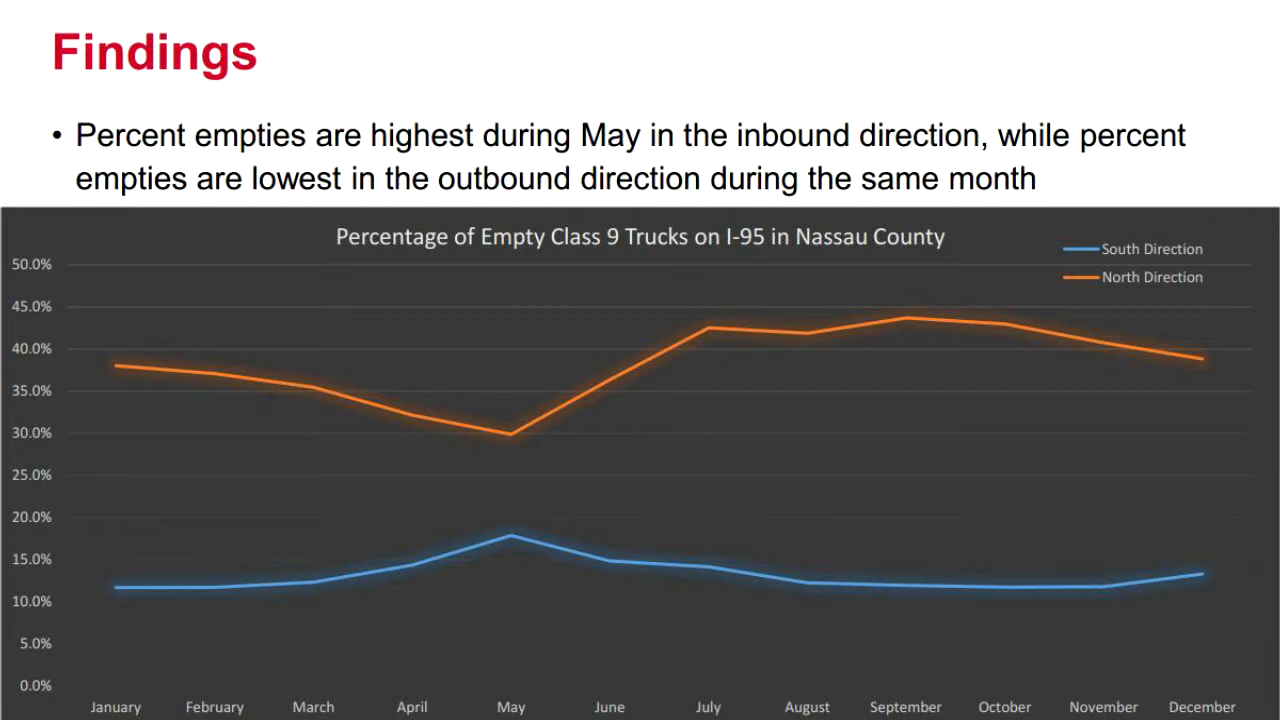 Findings
• Percent empties are highest during May in the inbound direction, while percent
empties are lowest in the outbound direction during the same month
Percentage of Empty Class 9 Trucks on I-95 in Nassau County
South Direction
North Direction
50.0%
45.0%
40.0%
35.0%
30.0%
25.0%
20.0%
15.0%
10.0%
5.0%
0.0%
January February March April May June July August September October November December